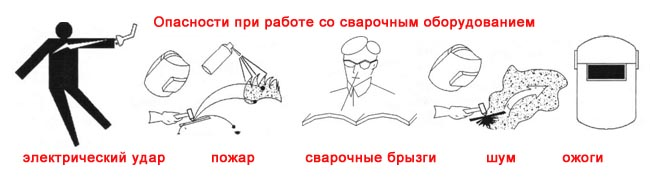 Опасности при работе со сварочным оборудованием
электрический удар пожар сварочные брызги шум ожоги